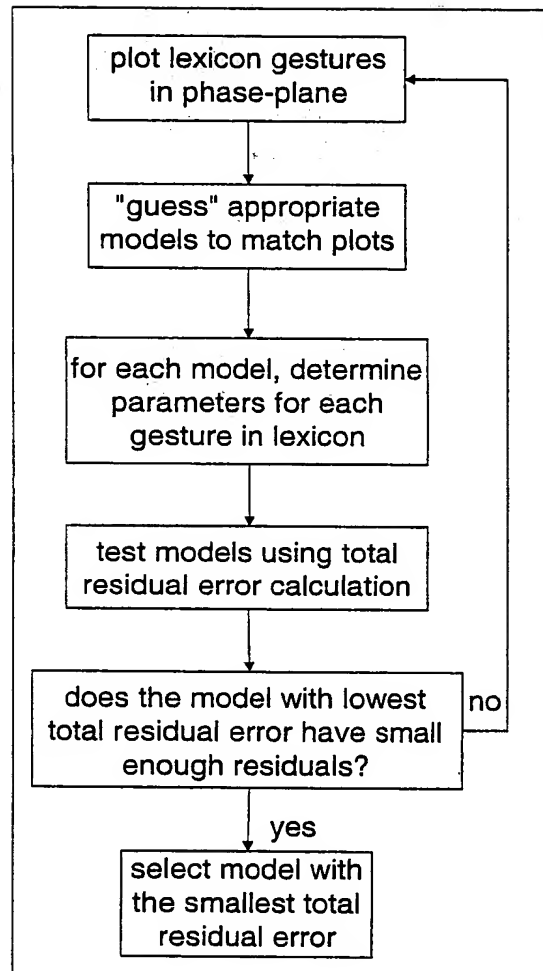 plot lexicon gestures
in phase-plane
"guess" appropriate
models to match plots
for each model, determine
parameters for each
gesture in lexicon
test models using total
residual error calculation
does the model with lowest
total residual error have small
enough residuals?
no
yes
select model with
the smallest total
residual error